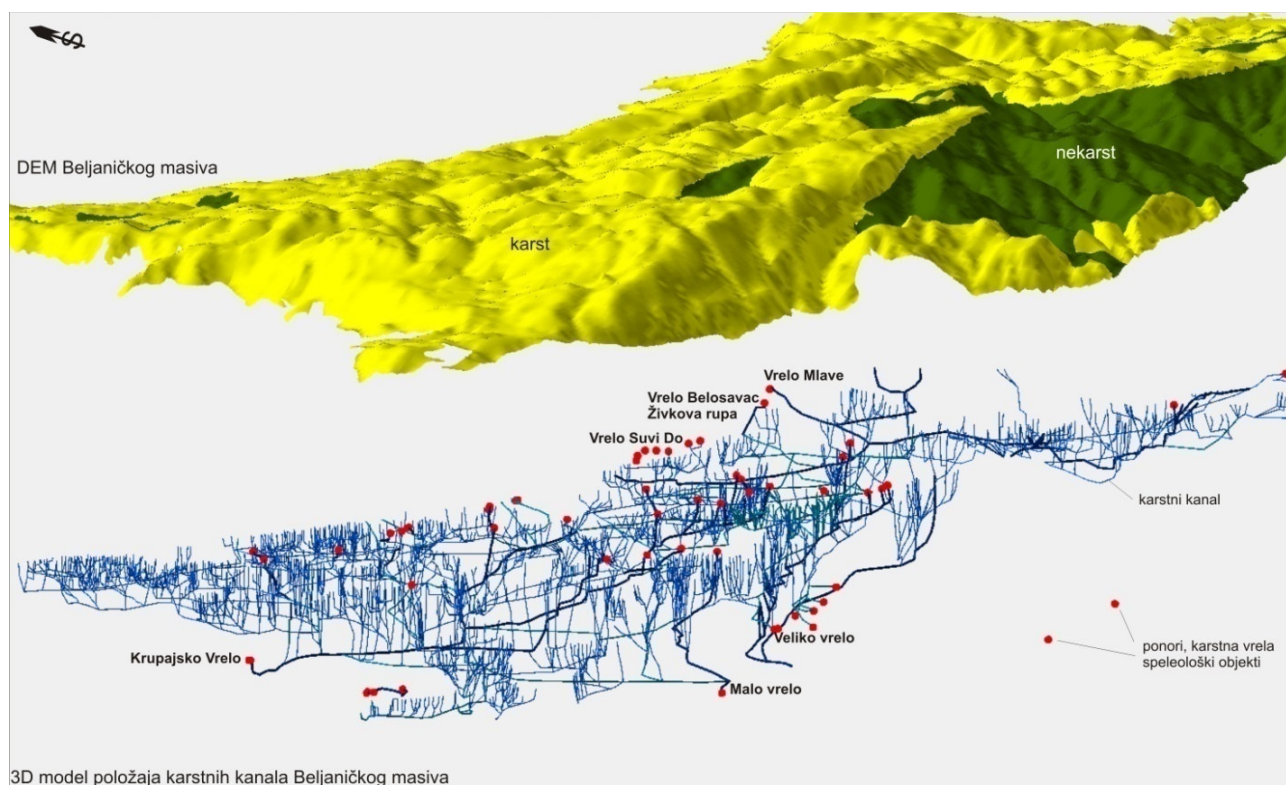 S
DEM Beljaničkog masiva
nekarst
karst
Vrelo Mlave
Vrelo Belosavac
Živkova rupa
Vrelo Suvi Do
karstni kanal
Veliko vrelo
ponori, karstna vrela
speleološki objekti
Krupajsko Vrelo
Malo vrelo
3D model položaja karstnih kanala Beljaničkog masiva